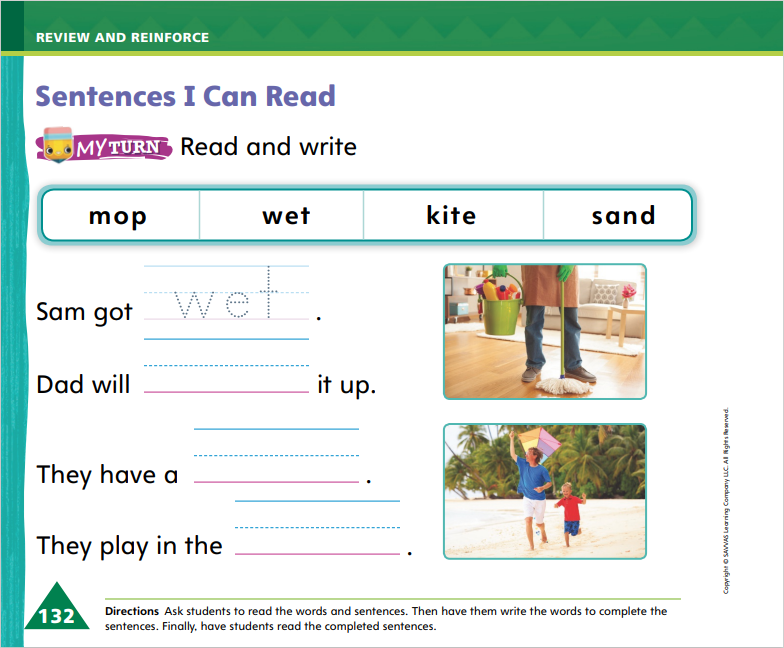 REVIEW AND REINFORCE
Sentences I Can Read
MY TURN Read and write
mop wet kite sand
Sam got wet .
Dad will it up.
They have a .
They play in the .
Copyright © SAVVAS Learning Company LLC. All Rights Reserved.
132
Directions Ask students to read the words and sentences. Then have them write the words to complete the
sentences. Finally, have students read the completed sentences.